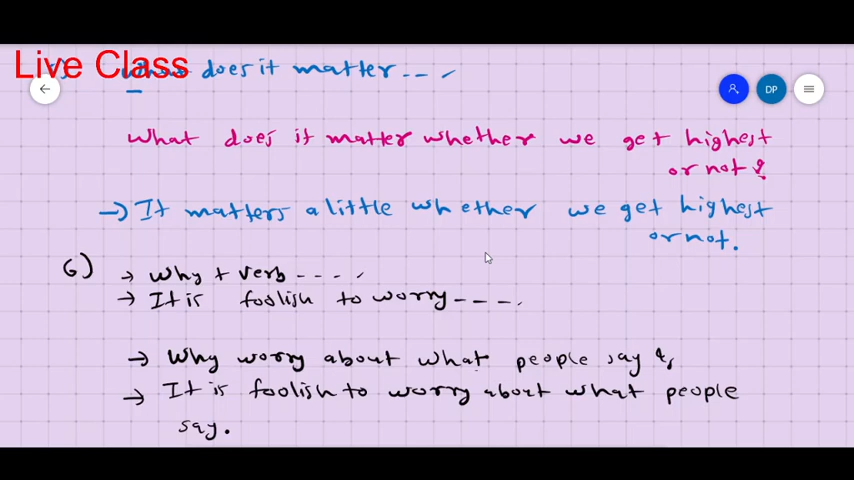 Live Class
does it matter ---
DP
What does it matter whether we get highest
or not ?
→ It matters a little whether we get highest
or not.
6) → Why + verb ----
→ It is foolish to worry ----
→ Why worry about what people say ?
→ It is foolish to worry about what people
say.